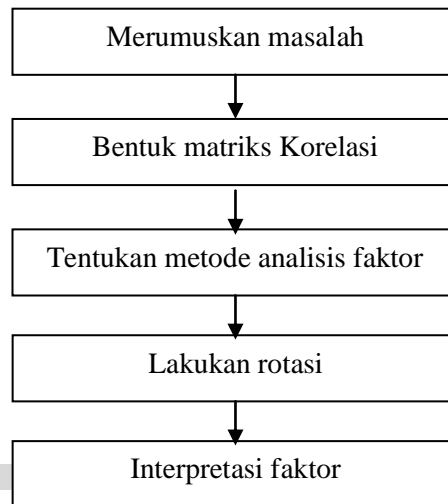 Merumuskan masalah
Bentuk matriks Korelasi
Tentukan metode analisis faktor
Lakukan rotasi
Interpretasi faktor